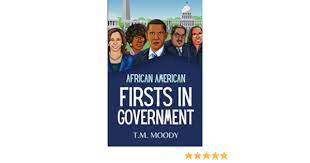 AFRICAN AMERICAN
FIRSTS IN
GOVERNMENT
T.M. MOODY